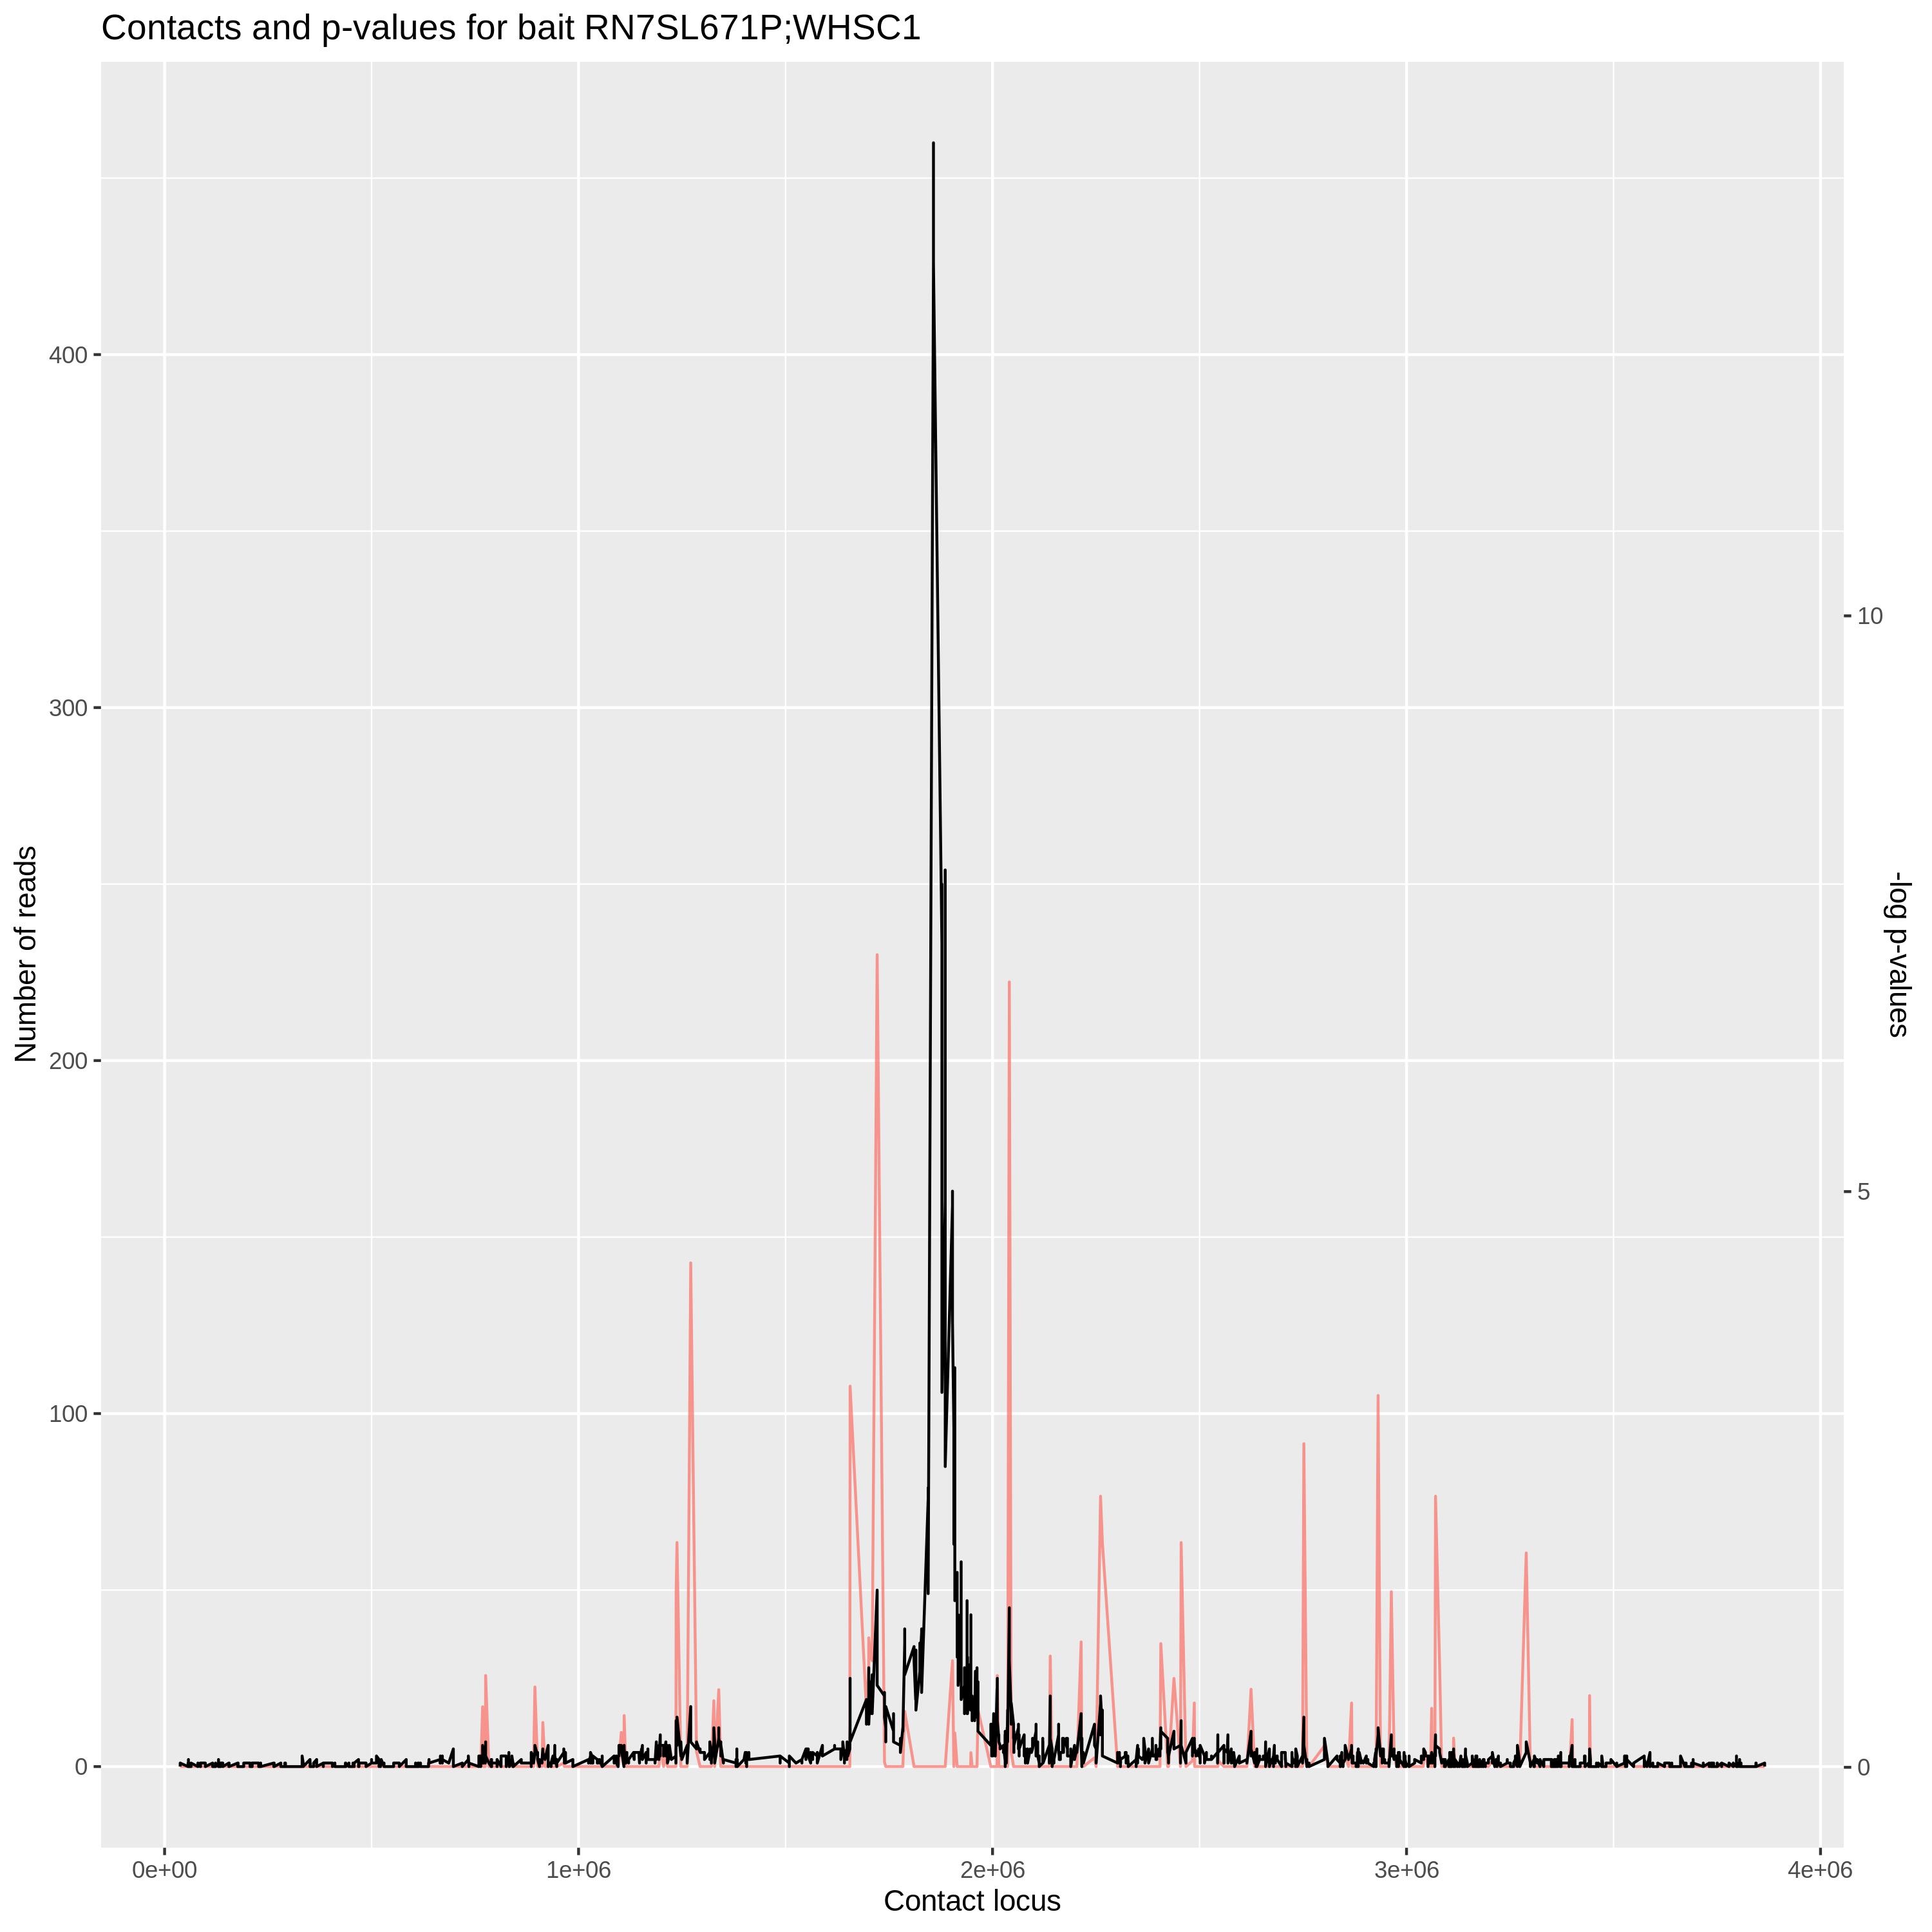 Contacts and p-values for bait RN7SL671P;WHSC1
Number of reads
400
300
200
100
0
10
5
0
-log p-values
0e+00
1e+06
2e+06
3e+06
4e+06
Contact locus